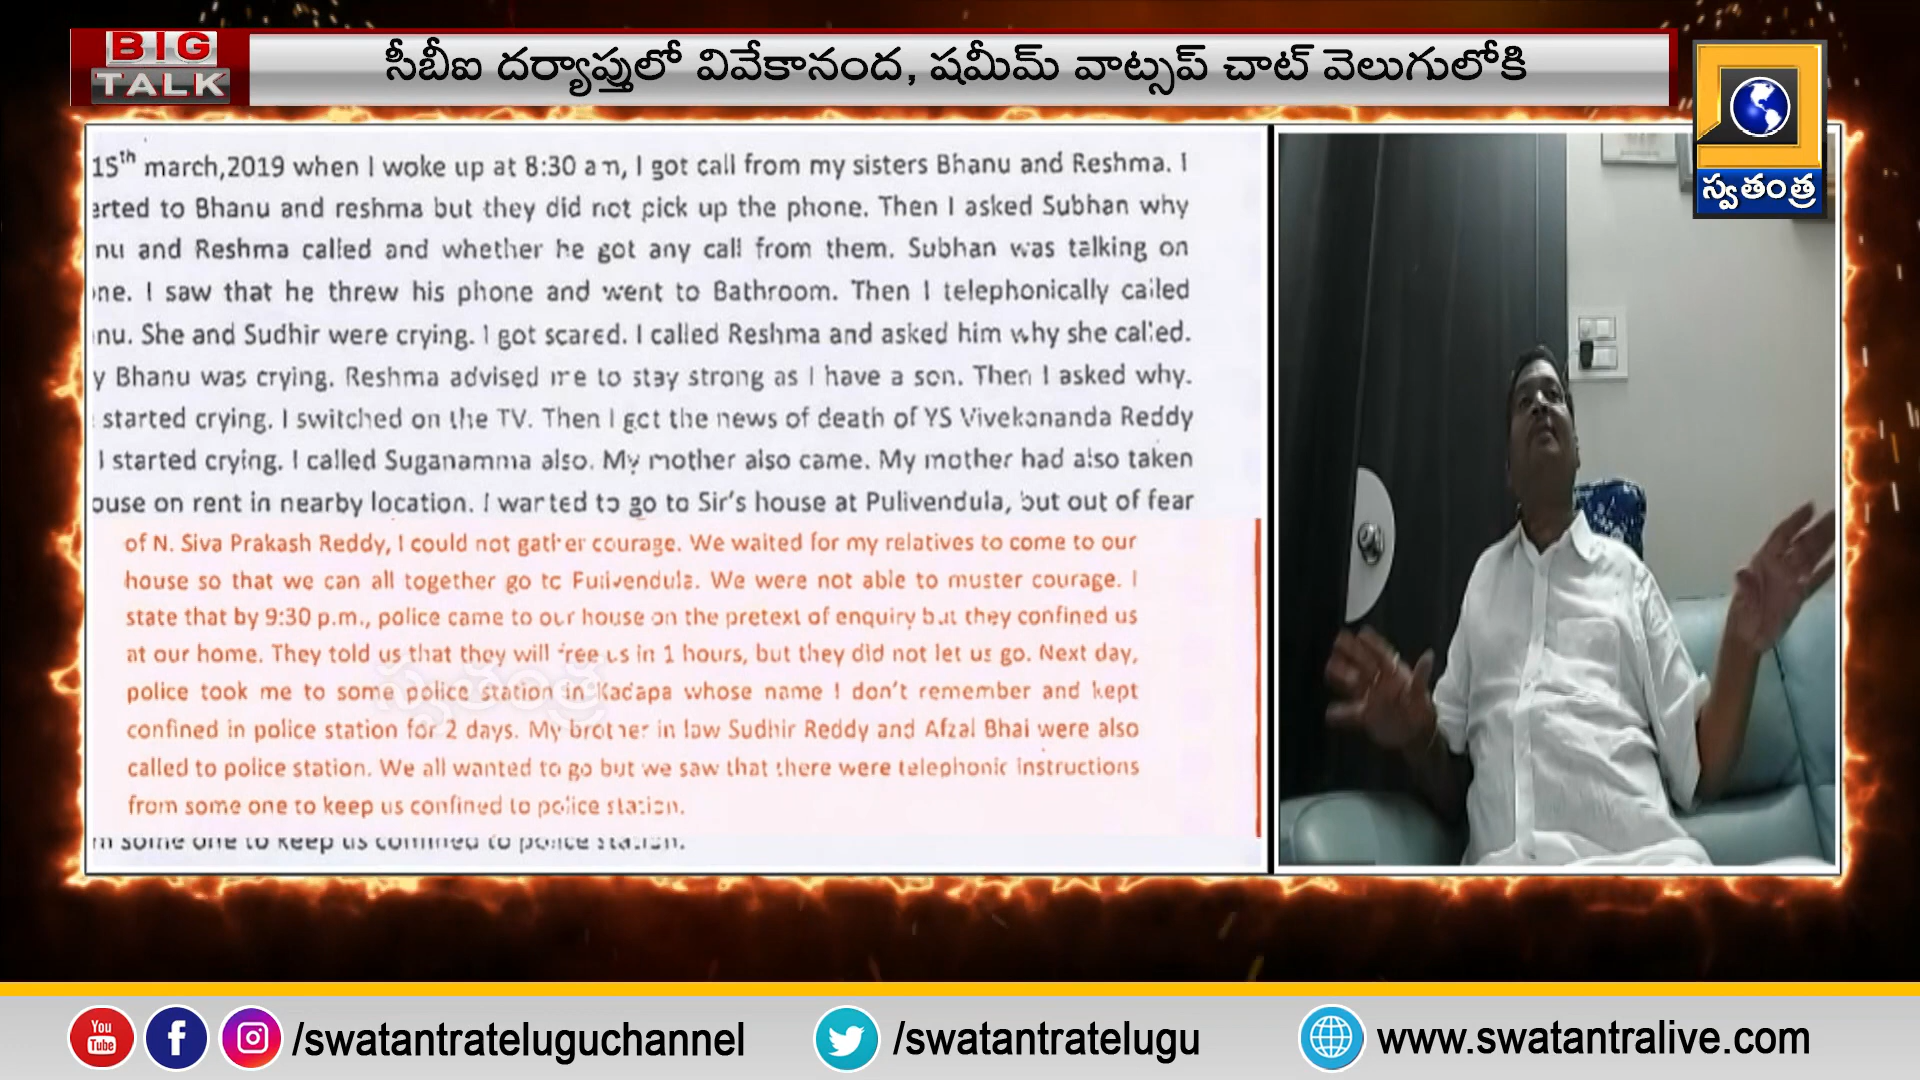 BIG
TALK
సీబీఐ దర్యాప్తులో వివేకానంద, షమీమ్ వాట్సప్ చాట్ వెలుగులోకి
స్వతంత్ర
15th march,2019 when I woke up at 8:30 am, I got call from my sisters Bhanu and Reshma. I
erted to Bhanu and reshma but they did not pick up the phone. Then I asked Subhan why
nu and Reshma called and whether he got any call from them. Subhan was talking on
ne. I saw that he threw his phone and went to Bathroom. Then I telephonically called
nu. She and Sudhir were crying. I got scared. I called Reshma and asked him why she called.
y Bhanu was crying. Reshma advised me to stay strong as I have a son. Then I asked why.
started crying. I switched on the TV. Then I got the news of death of YS Vivekananda Reddy
I started crying. I called Suganamma also. My mother also came. My mother had also taken
ouse on rent in nearby location. I wanted to go to Sir's house at Pulivendula, but out of fear
of N. Siva Prakash Reddy, I could not gather courage. We waited for my relatives to come to our
house so that we can all together go to Pulivendula. We were not able to muster courage. I
state that by 9:30 p.m., police came to our house on the pretext of enquiry but they confined us
at our home. They told us that they will free us in 1 hours, but they did not let us go. Next day,
police took me to some police station in Kadapa whose name I don't remember and kept
confined in police station for 2 days. My brother in law Sudhir Reddy and Afzal Bhai were also
called to police station. We all wanted to go but we saw that there were telephonic instructions
from some one to keep us confined to police station.
m some one to keep us confined to police station.
స్వతంత్ర
You Tube /swatantrateluguchannel /swatantratelugu www.swatantralive.com